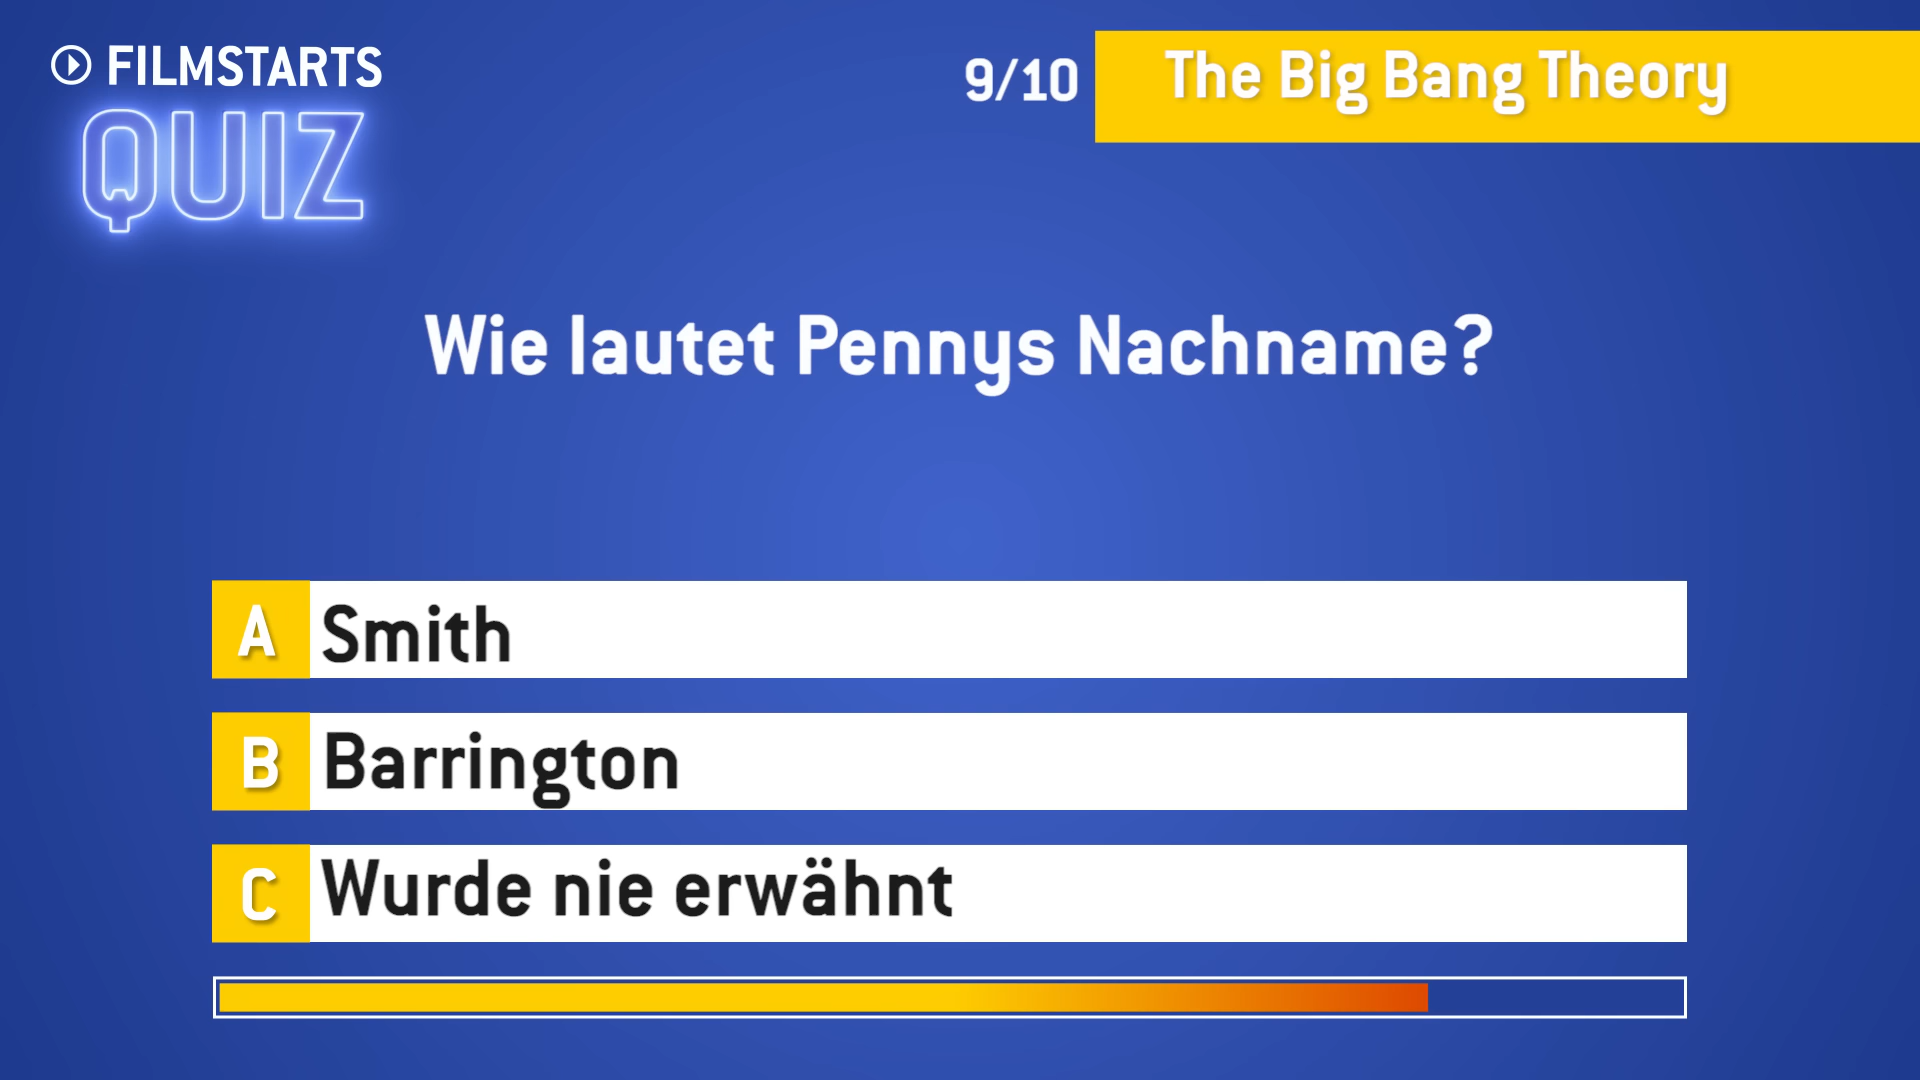 FILMSTARTS
QUIZ
9/10
The Big Bang Theory
Wie lautet Pennys Nachname?
A Smith
B Barrington
C Wurde nie erwähnt